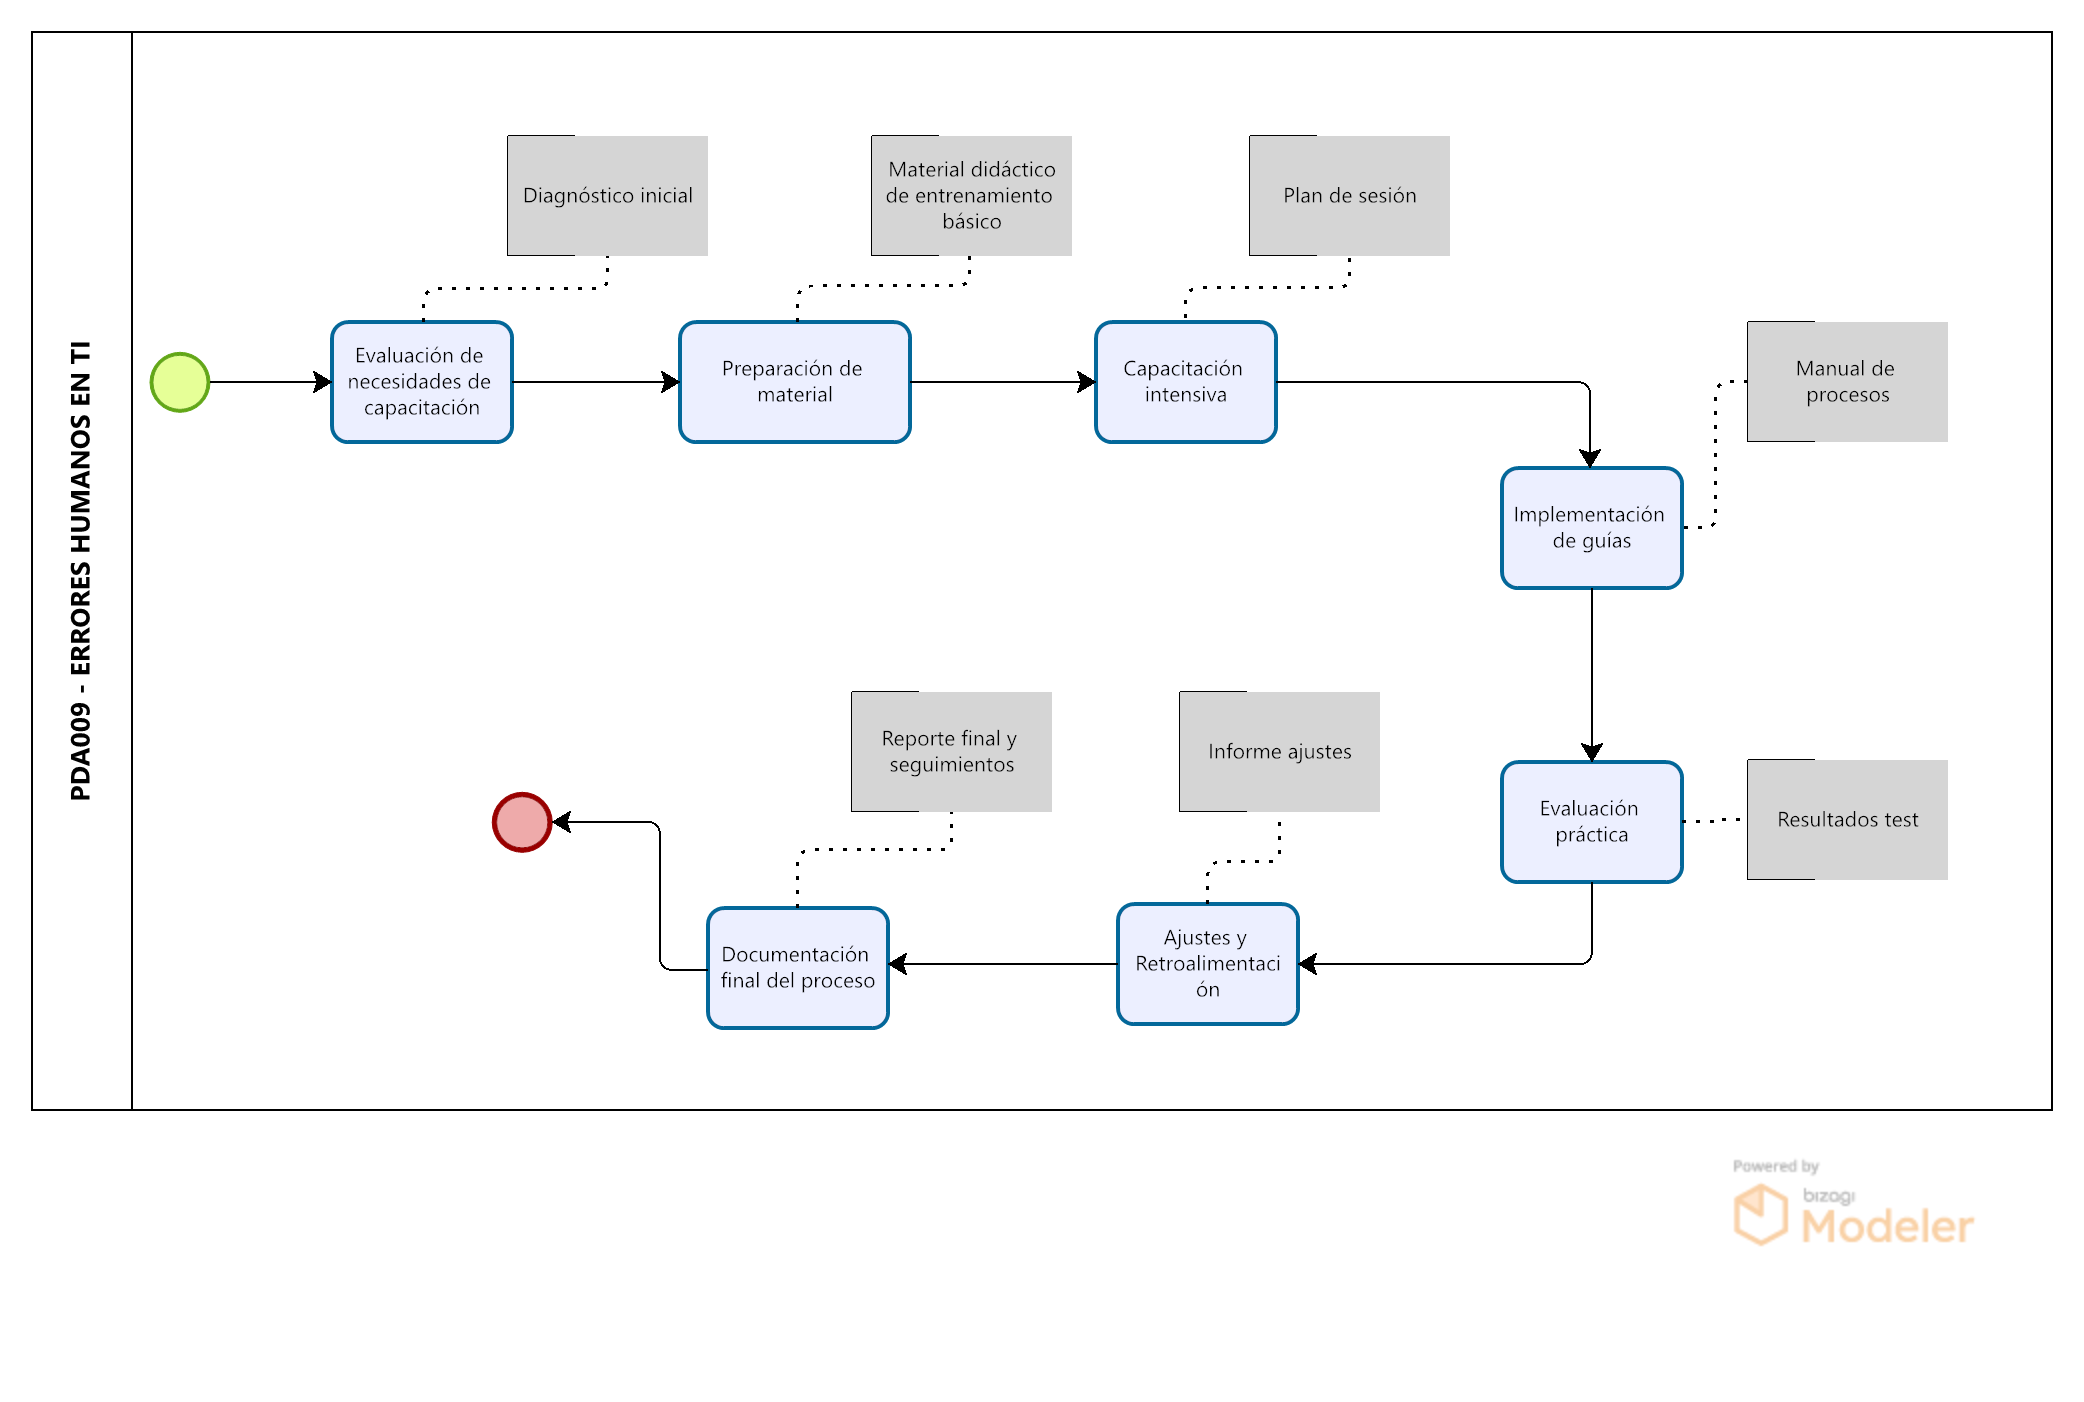 PDA009 - ERRORES HUMANOS EN TI
Diagnóstico inicial
Material didáctico
de entrenamiento
básico
Plan de sesión
Evaluación de
necesidades de
capacitación
Preparación de
material
Capacitación
intensiva
Manual de
procesos
Implementación
de guías
Reporte final y
seguimientos
Informe ajustes
Evaluación
práctica
Resultados test
Documentación
final del proceso
Ajustes y
Retroalimentaci
ón
Powered by
bizagi
Modeler